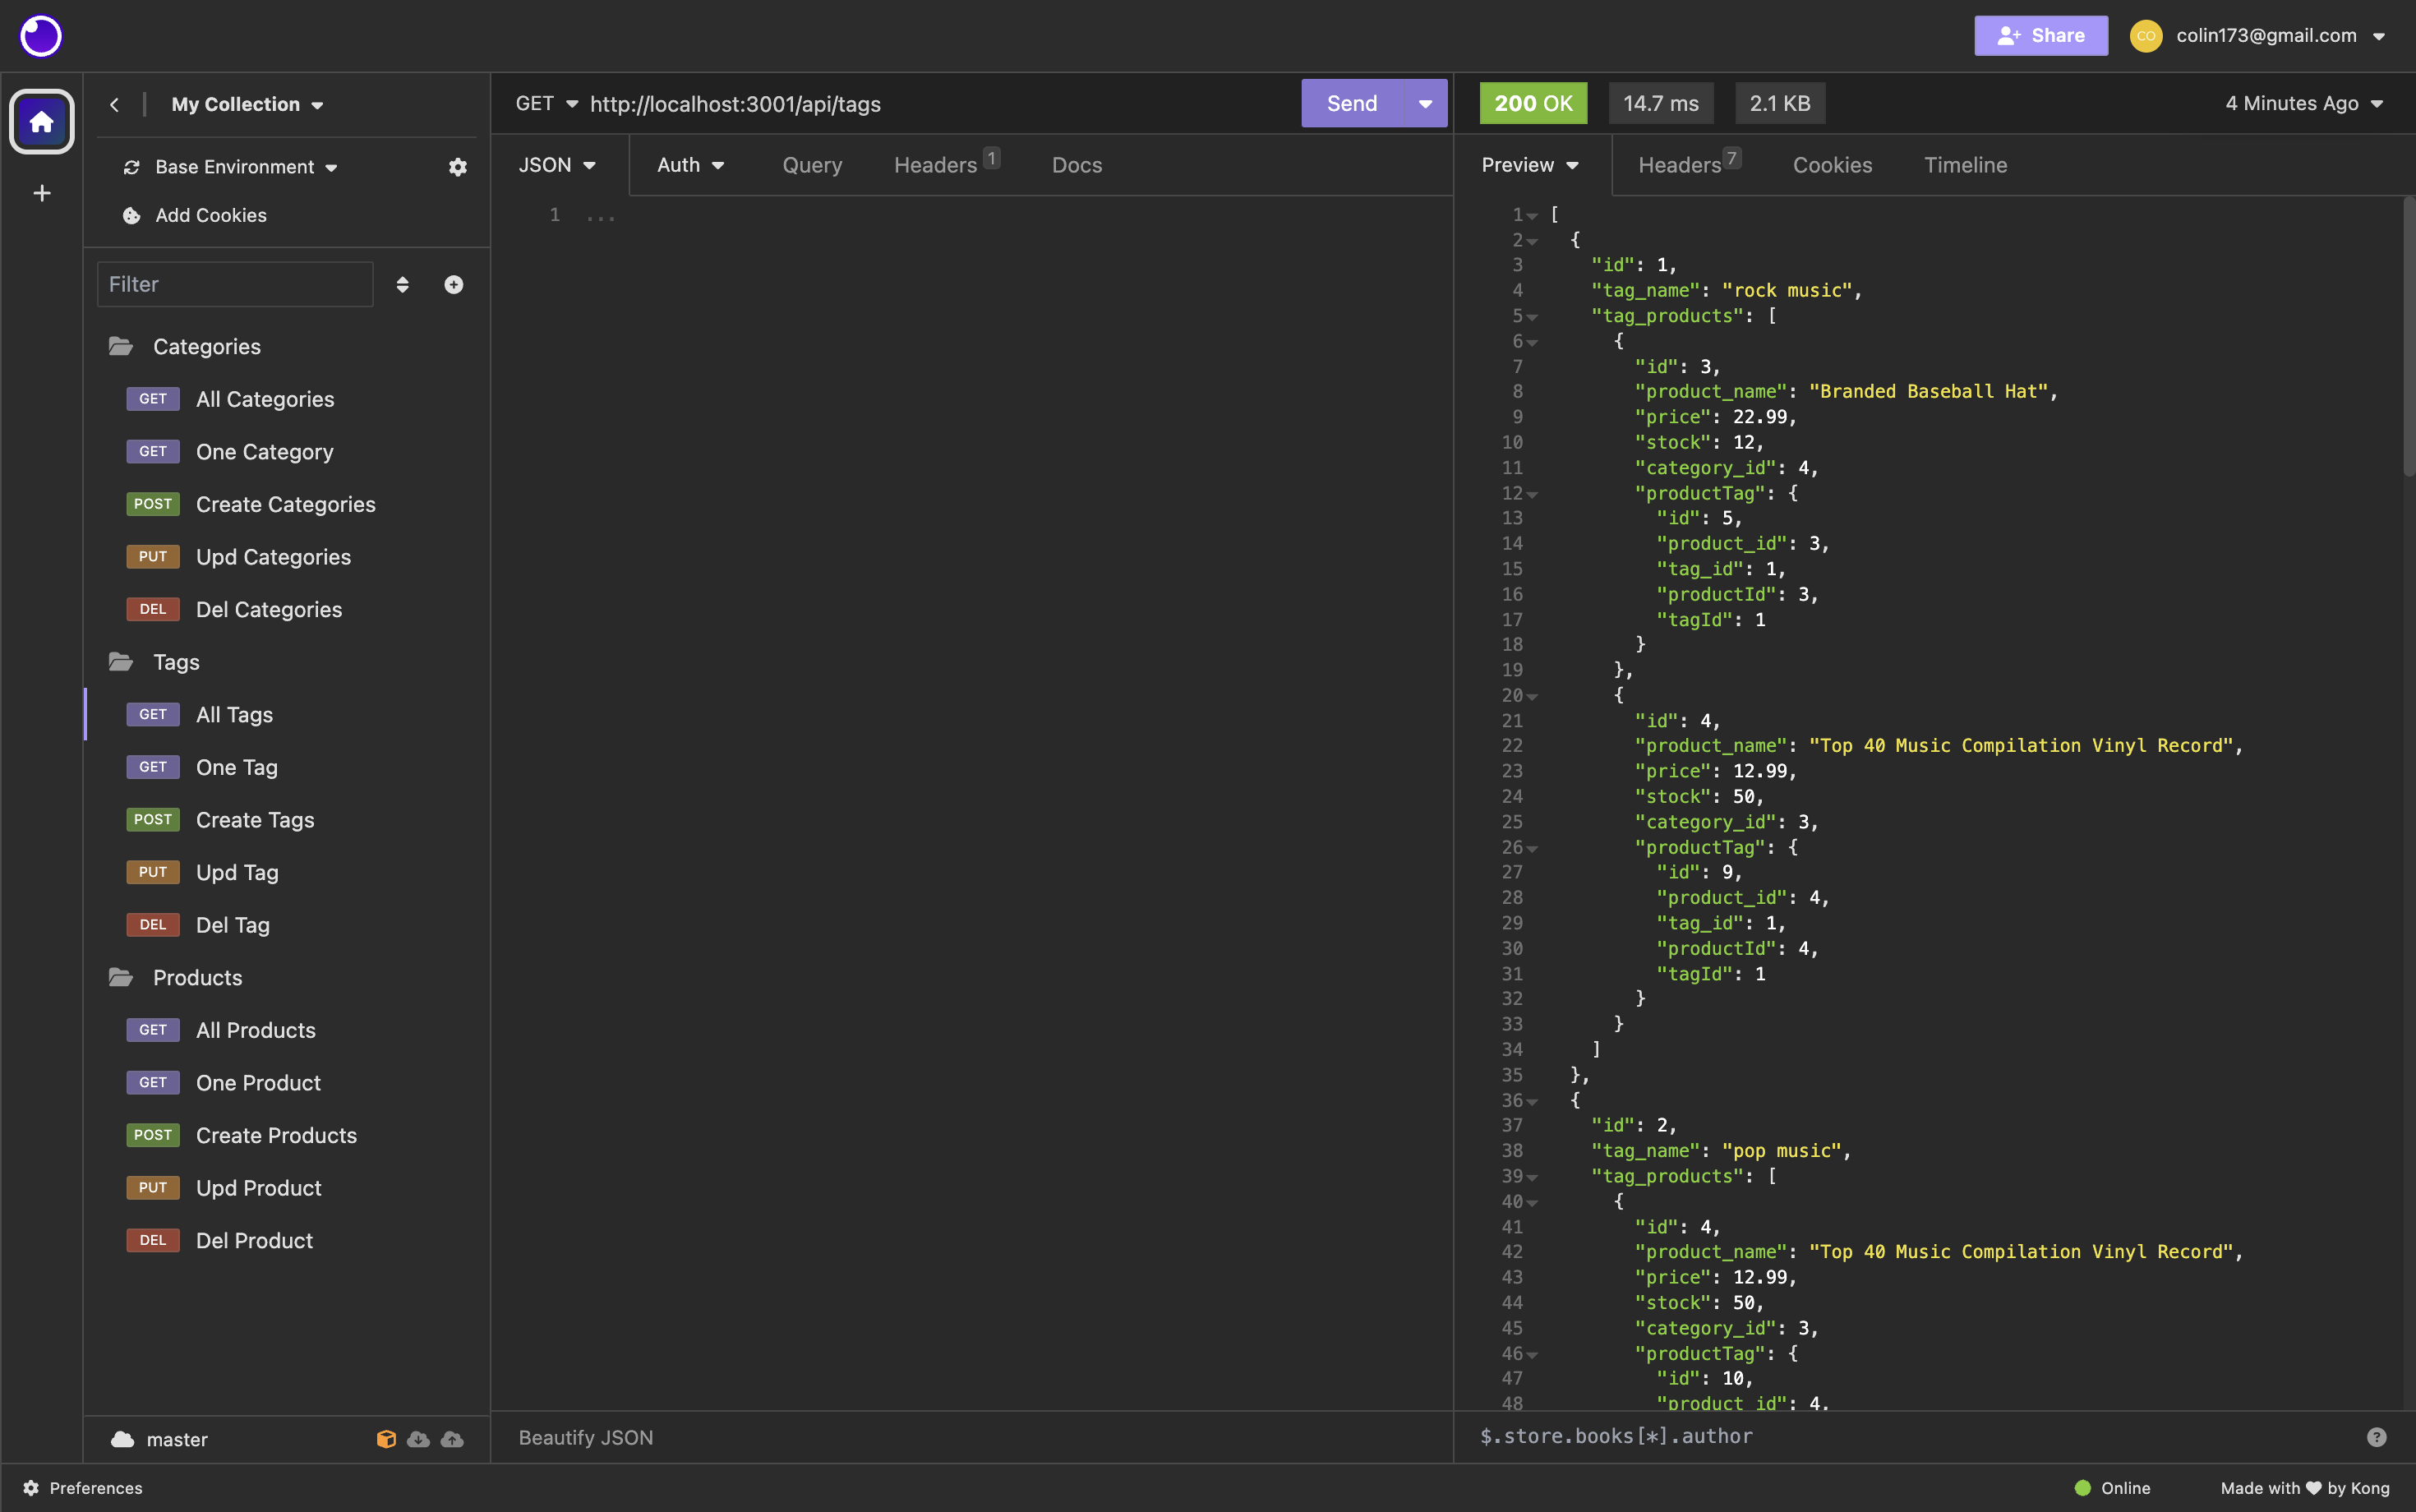 Share
CO
colin173@gmail.com
My Collection
Base Environment
Add Cookies
Filter
Categories
GET All Categories
GET One Category
POST Create Categories
PUT Upd Categories
DEL Del Categories
Tags
GET All Tags
GET One Tag
POST Create Tags
PUT Upd Tag
DEL Del Tag
Products
GET All Products
GET One Product
POST Create Products
PUT Upd Product
DEL Del Product
master
GET http://localhost:3001/api/tags
Send
JSON Auth Query Headers 1 Docs
1 ...
Beautify JSON
200 OK 14.7 ms 2.1 KB 4 Minutes Ago
Preview Headers 7 Cookies Timeline
1 [
2 {
3 "id": 1,
4 "tag_name": "rock music",
5 "tag_products": [
6 {
7 "id": 3,
8 "product_name": "Branded Baseball Hat",
9 "price": 22.99,
10 "stock": 12,
11 "category_id": 4,
12 "productTag": {
13 "id": 5,
14 "product_id": 3,
15 "tag_id": 1,
16 "productId": 3,
17 "tagId": 1
18 }
19 },
20 {
21 "id": 4,
22 "product_name": "Top 40 Music Compilation Vinyl Record",
23 "price": 12.99,
24 "stock": 50,
25 "category_id": 3,
26 "productTag": {
27 "id": 9,
28 "product_id": 4,
29 "tag_id": 1,
30 "productId": 4,
31 "tagId": 1
32 }
33 }
34 ]
35 },
36 {
37 "id": 2,
38 "tag_name": "pop music",
39 "tag_products": [
40 {
41 "id": 4,
42 "product_name": "Top 40 Music Compilation Vinyl Record",
43 "price": 12.99,
44 "stock": 50,
45 "category_id": 3,
46 "productTag": {
47 "id": 10,
48 "product_id": 4,
$.store.books[*].author
Preferences
Online
Made with ♥ by Kong